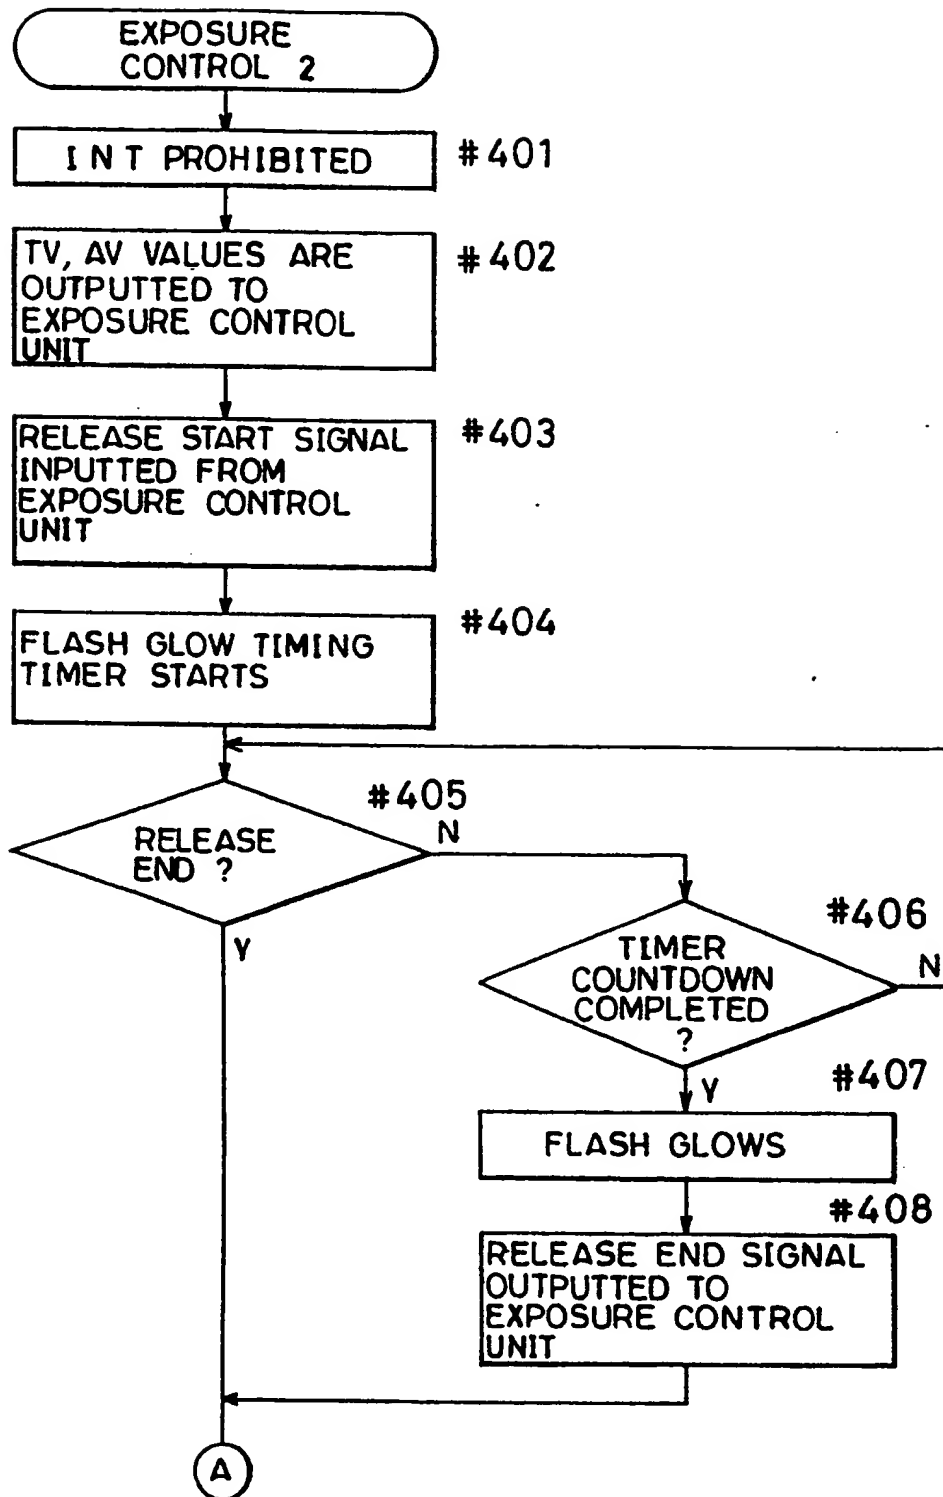 EXPOSURE
CONTROL 2
INT PROHIBITED
#401
TV, AV VALUES ARE
OUTPUTTED TO
EXPOSURE CONTROL
UNIT
#402
RELEASE START SIGNAL
INPUTTED FROM
EXPOSURE CONTROL
UNIT
#403
FLASH GLOW TIMING
TIMER STARTS
#404
RELEASE
END ?
#405
N
Y
TIMER
COUNTDOWN
COMPLETED
?
#406
N
Y
#407
FLASH GLOWS
#408
RELEASE END SIGNAL
OUTPUTTED TO
EXPOSURE CONTROL
UNIT
A